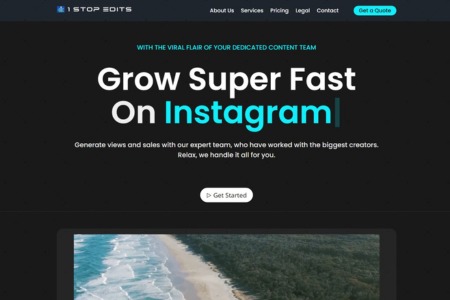 1 STOP EDITS
About Us Services Pricing Legal Contact Get a Quote
WITH THE VIRAL FLAIR OF YOUR DEDICATED CONTENT TEAM
Grow Super Fast
On Instagram
Generate views and sales with our expert team, who have worked with the biggest creators.
Relax, we handle it all for you.
Get Started